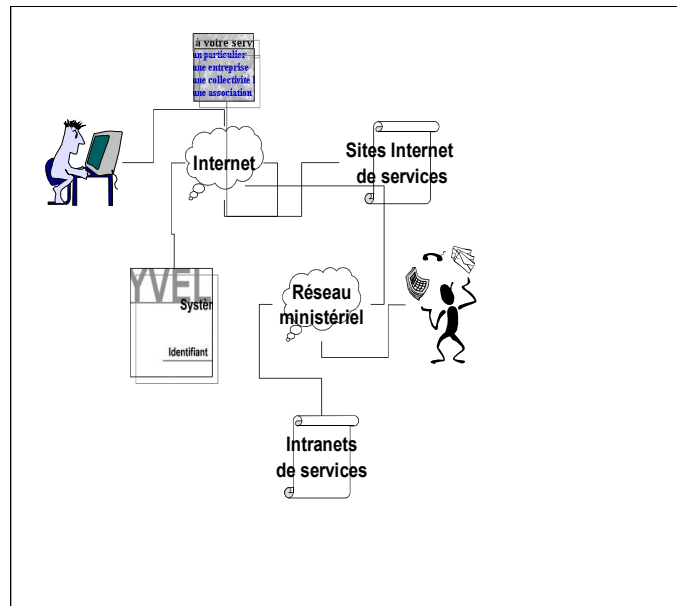 à votre serv
un particulier
une entreprise
une collectivité l
une association
Internet
Sites Internet
de services
YVEL
Systèr
Identifiant
Réseau
ministériel
Intranets
de services